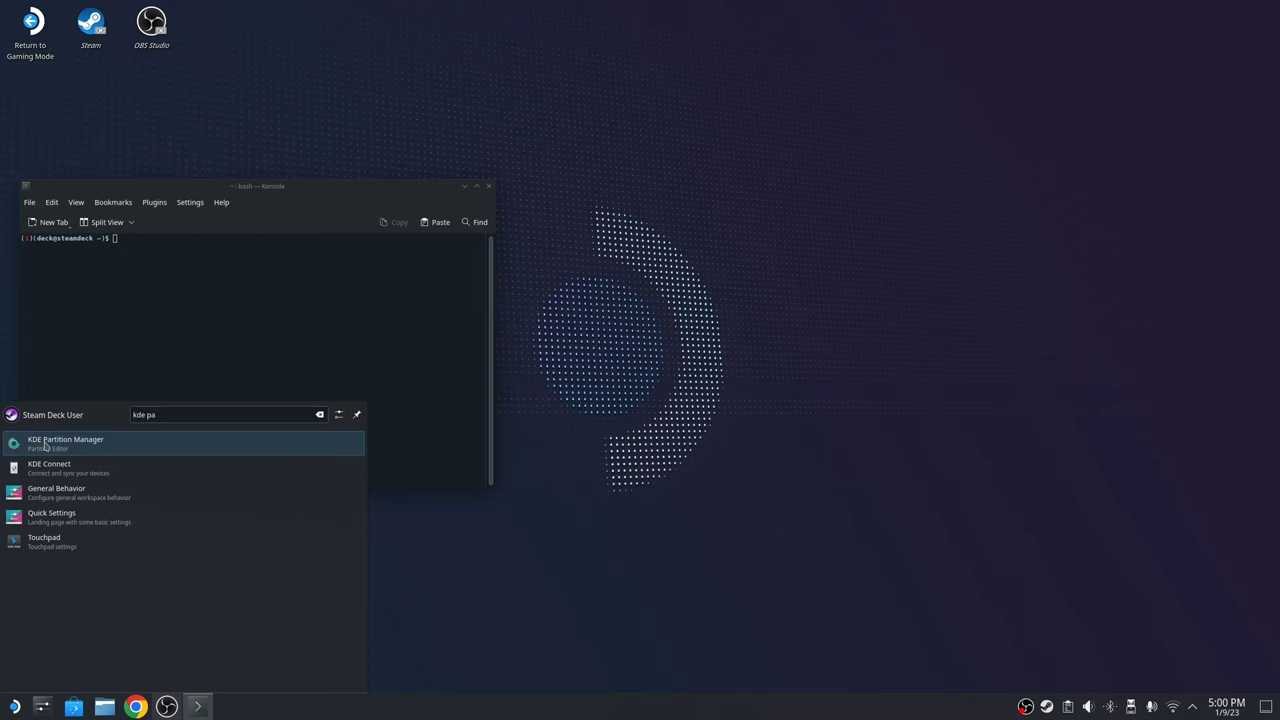 Return to
Gaming Mode
Steam
OBS Studio
~ : bash — Konsole
File Edit View Bookmarks Plugins Settings Help
New Tab Split View Copy Paste Find
(1)(deck@steamdeck ~)$
Steam Deck User
kde pa
KDE Partition Manager
Partition Editor
KDE Connect
Connect and sync your devices
General Behavior
Configure general workspace behavior
Quick Settings
Landing page with some basic settings
Touchpad
Touchpad settings
5:00 PM
1/9/23